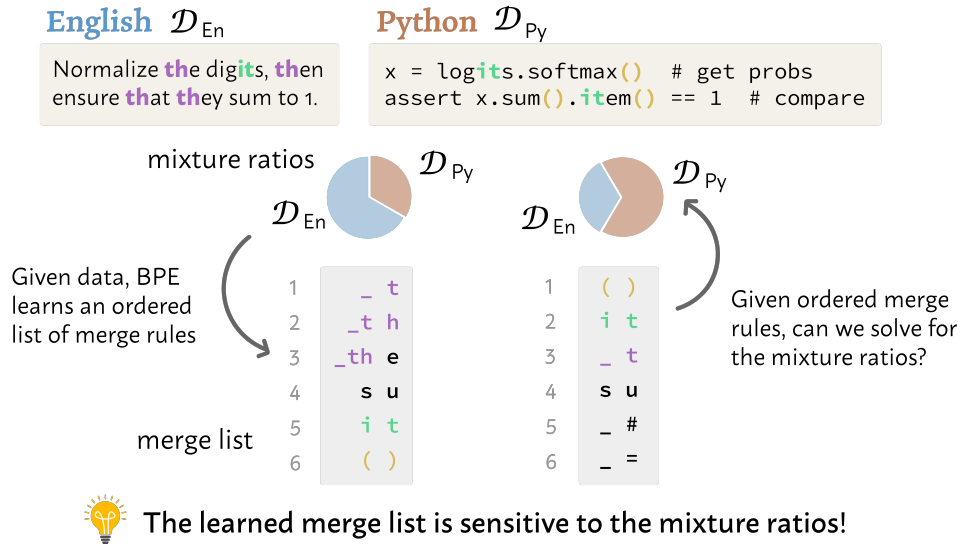 English 𝒟En
Python 𝒟Py
Normalize the digits, then
ensure that they sum to 1.
x = logits.softmax()  # get probs
assert x.sum().item() == 1  # compare
mixture ratios
𝒟Py
𝒟En
𝒟Py
𝒟En
Given data, BPE
learns an ordered
list of merge rules
1 _ t
2 _t h
3 _th e
4 s u
5 i t
6 ( )
merge list
1 ( )
2 i t
3 _ t
4 s u
5 _ #
6 _ =
Given ordered merge
rules, can we solve for
the mixture ratios?
The learned merge list is sensitive to the mixture ratios!